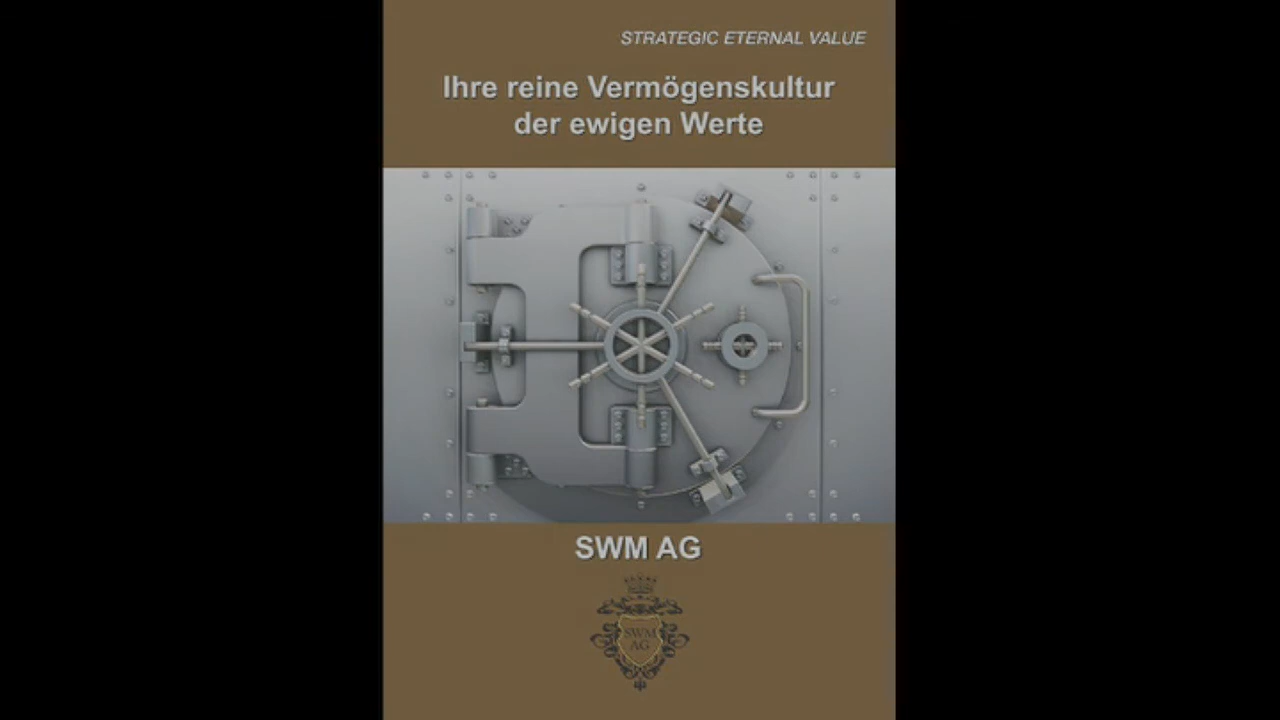 STRATEGIC ETERNAL VALUE
Ihre reine Vermögenskultur
der ewigen Werte
SWM AG
SWM
AG